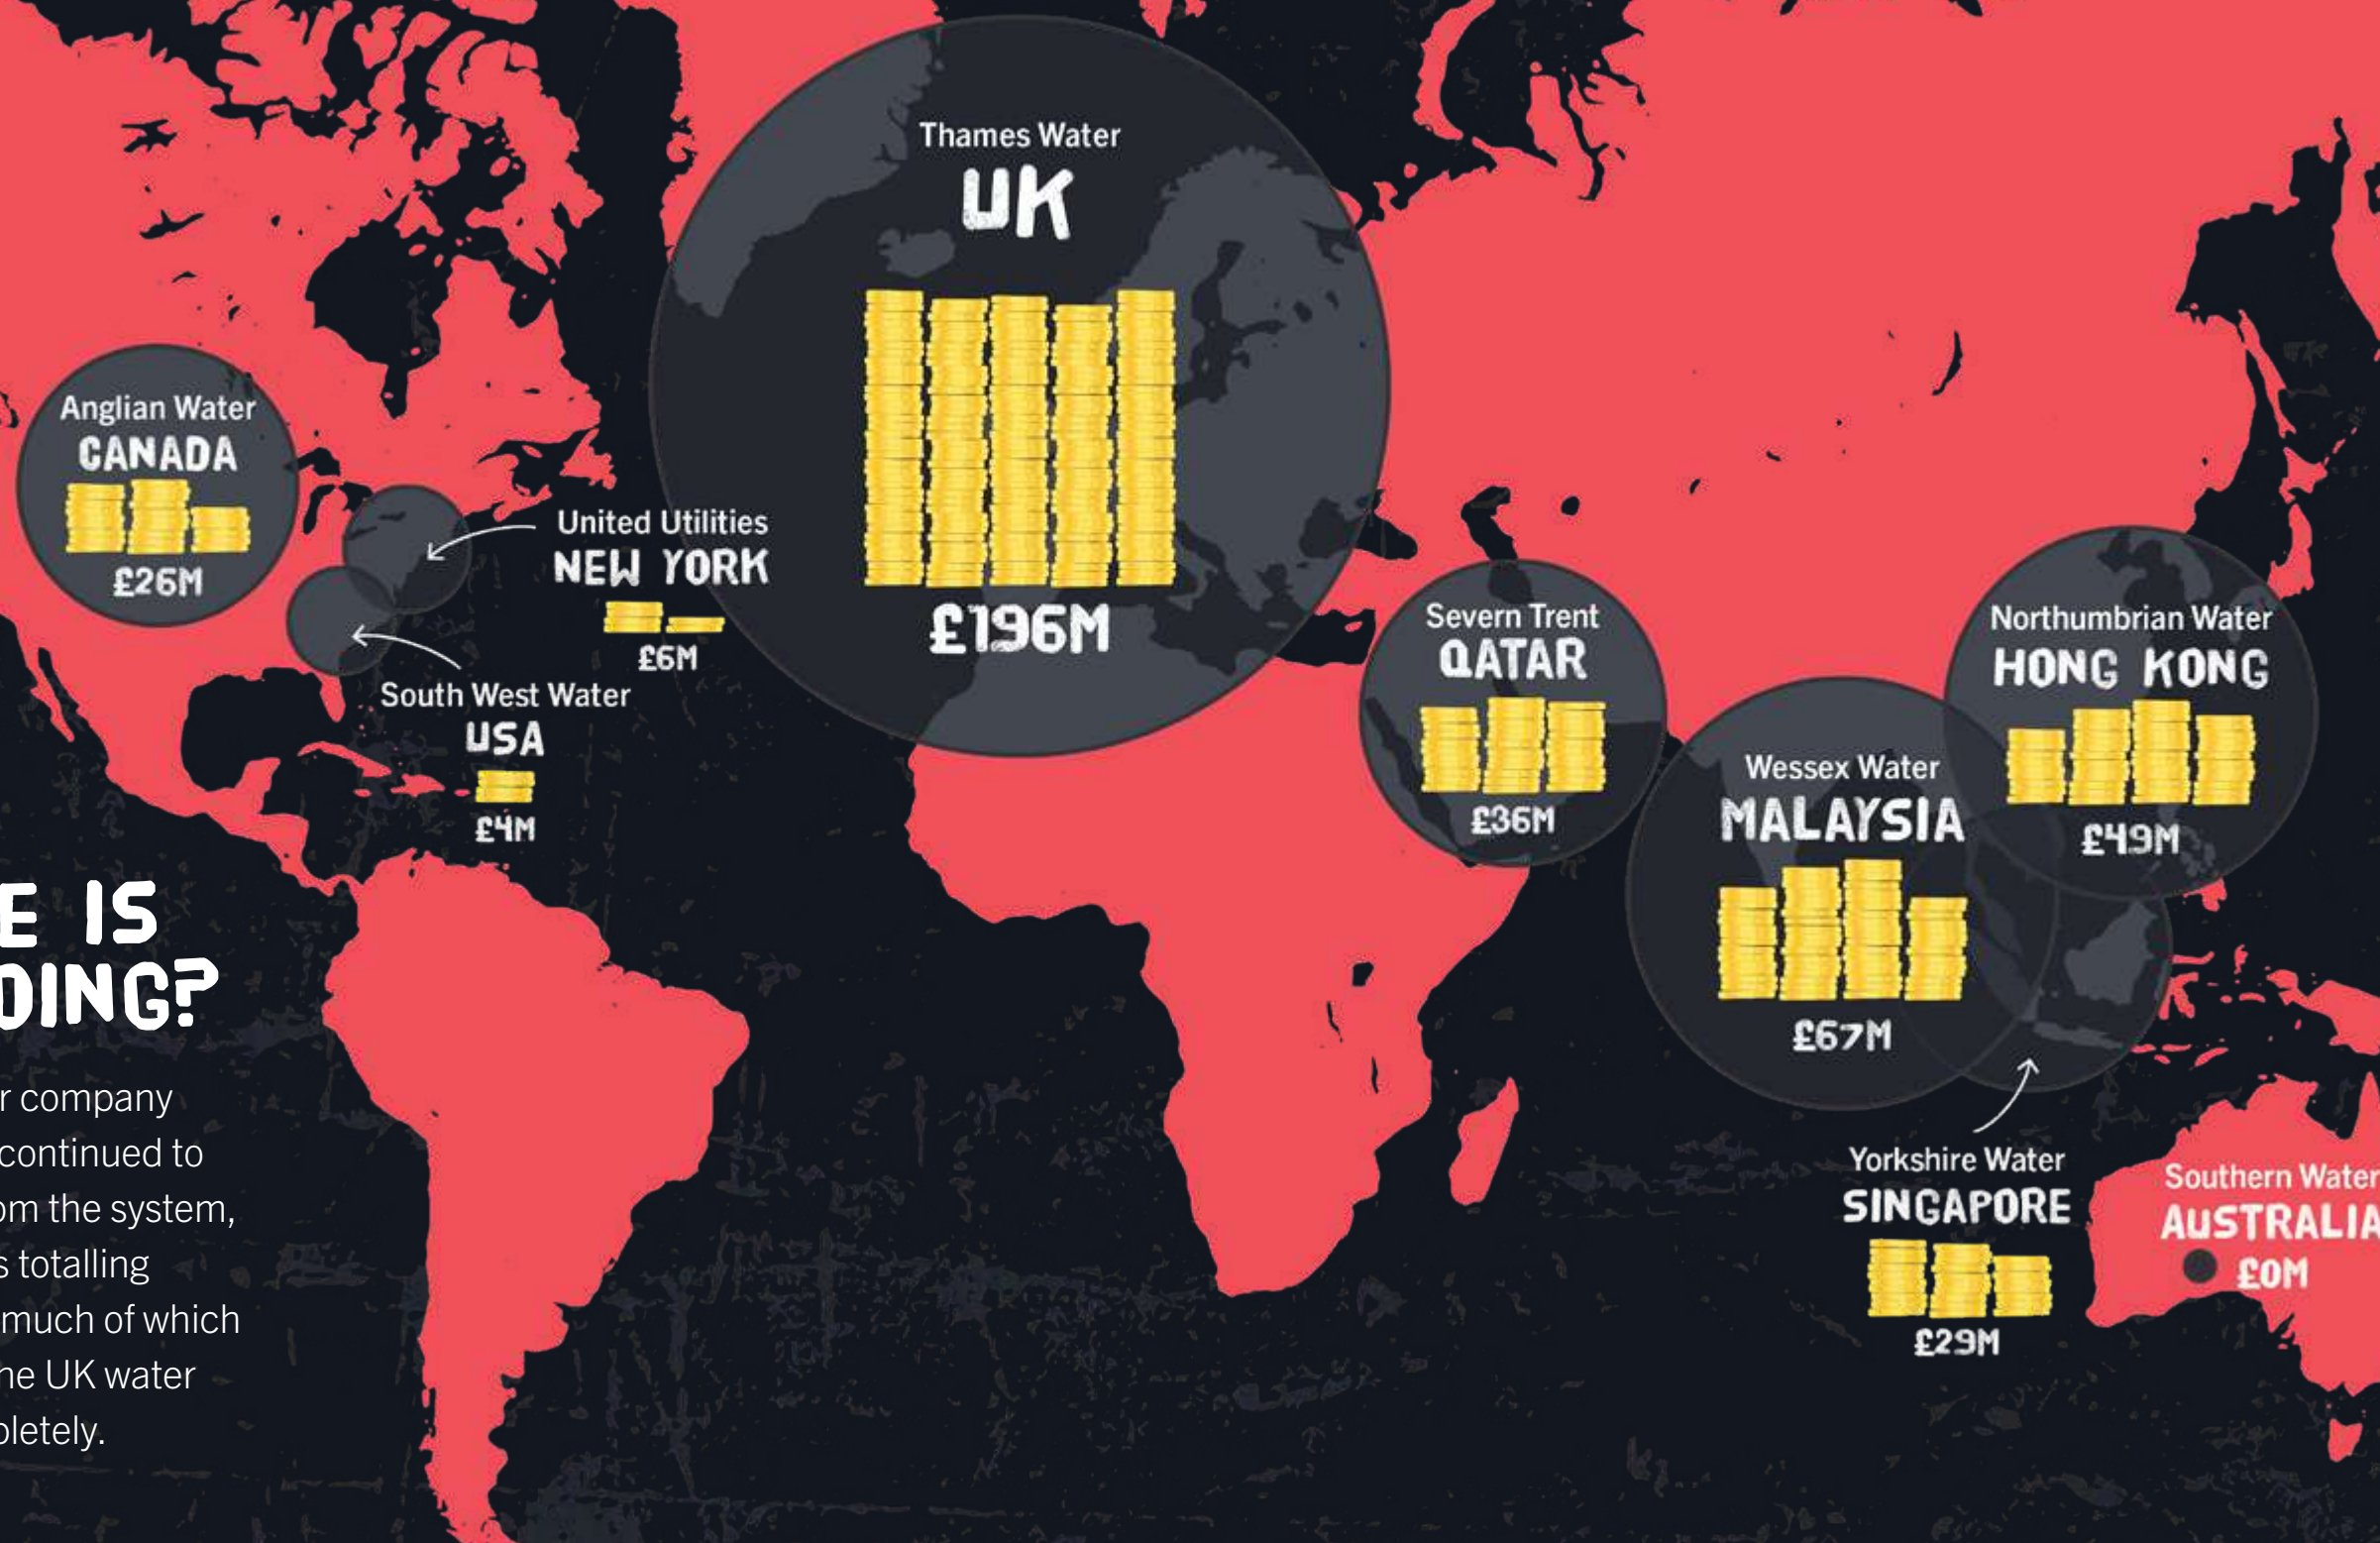 Thames Water
UK
£196M
Anglian Water
CANADA
£26M
United Utilities
NEW YORK
£6M
South West Water
USA
£4M
Severn Trent
QATAR
£36M
Northumbrian Water
HONG KONG
£49M
Wessex Water
MALAYSIA
£67M
Yorkshire Water
SINGAPORE
£29M
Southern Water
AUSTRALIA
£0M
E IS
DING?
r company
continued to
om the system,
s totalling
much of which
he UK water
pletely.